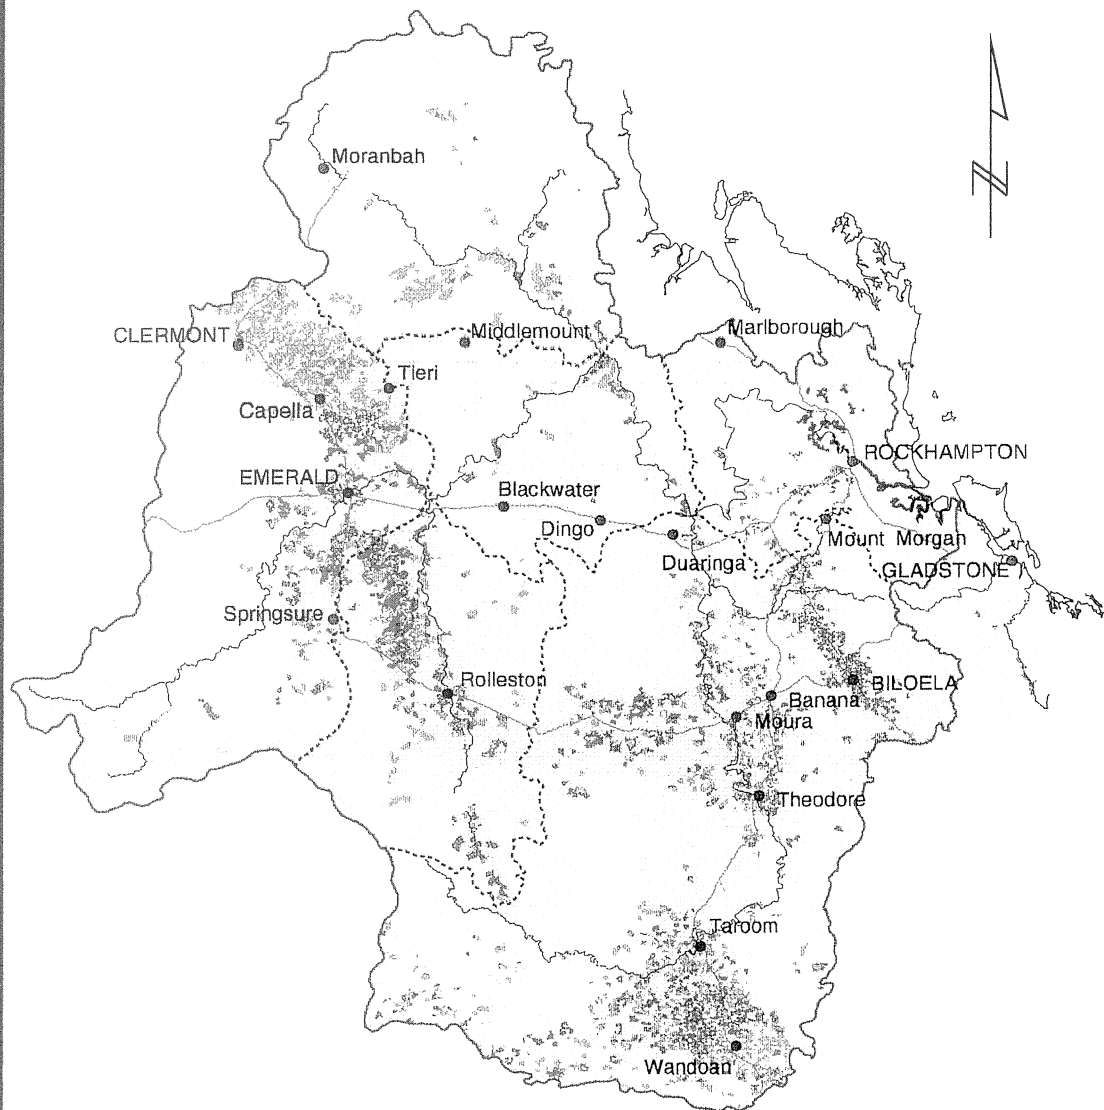 Moranbah
Middlemount
Marlborough
CLERMONT
Tieri
Capella
ROCKHAMPTON
EMERALD
Blackwater
Dingo
Mount Morgan
Duaringa
GLADSTONE
Springsure
Rolleston
BILOELA
Banana
Moura
Theodore
Taroom
Wandoan